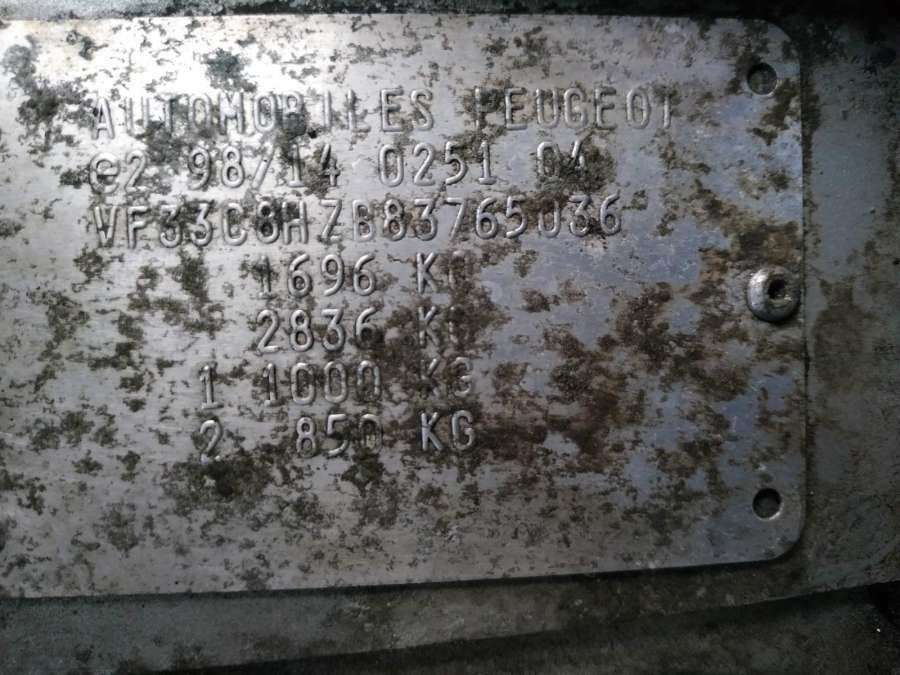 AUTOMOBILES PEUGEOT
e2 98/14 0251 04
VF33C8HZB83765036
1696 KG
2836 KG
1 1000 KG
2 850 KG